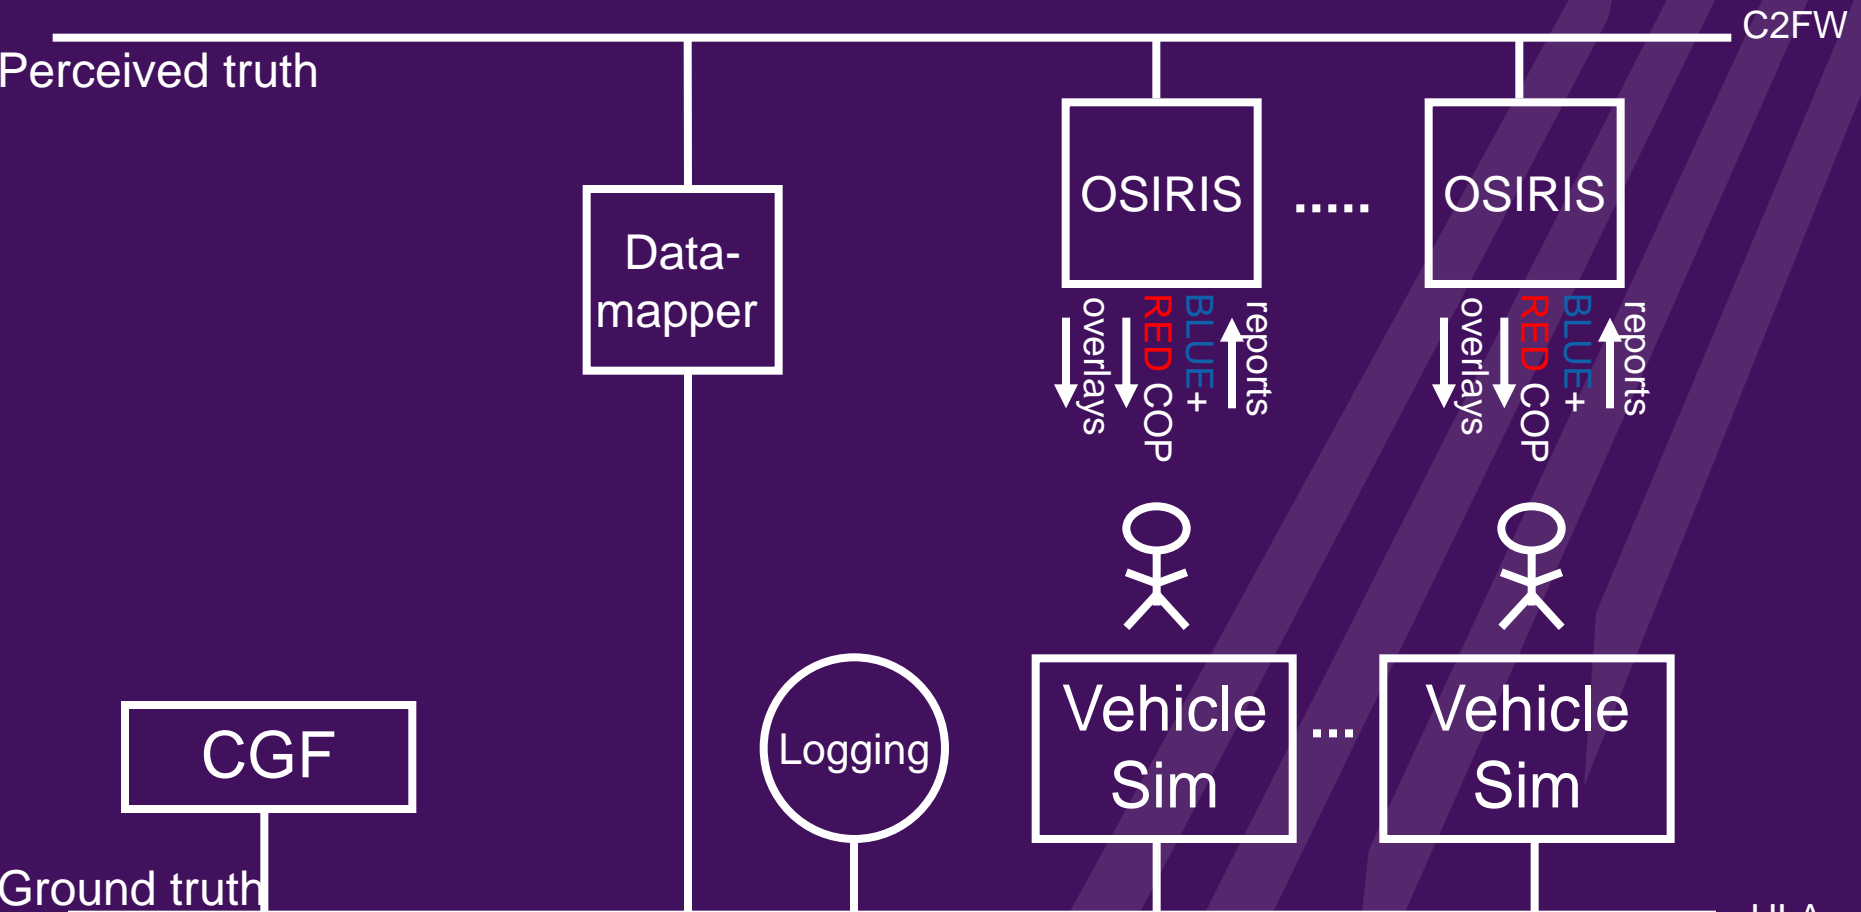 C2FW
Perceived truth
OSIRIS
.....
OSIRIS
Data-
mapper
overlays
RED COP
BLUE+
reports
overlays
RED COP
BLUE+
reports
Vehicle
Sim
...
Vehicle
Sim
CGF
Logging
Ground truth
HLA